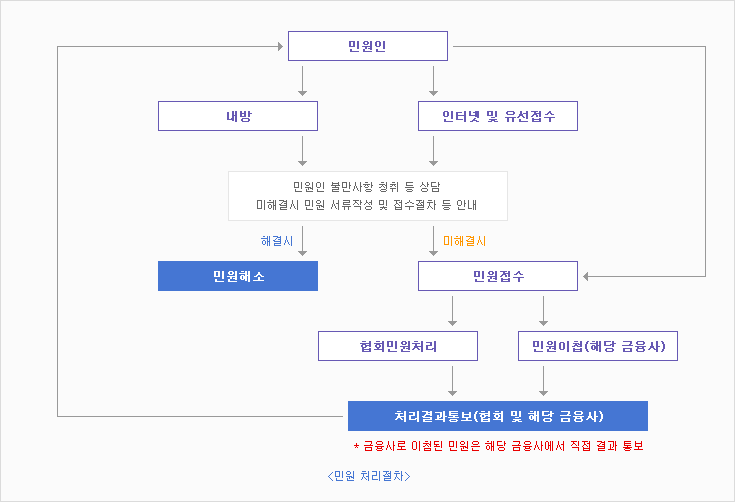 민원인
내방
인터넷 및 유선접수
민원인 불만사항 청취 등 상담
미해결시 민원 서류작성 및 접수절차 등 안내
해결시
미해결시
민원해소
민원접수
협회민원처리
민원이첩(해당 금융사)
처리결과통보(협회 및 해당 금융사)
* 금융사로 이첩된 민원은 해당 금융사에서 직접 결과 통보
<민원 처리절차>